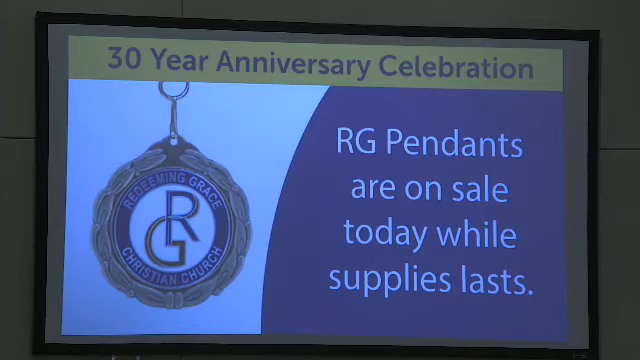 30 Year Anniversary Celebration
REDEEMING GRACE
RG
CHRISTIAN CHURCH
RG Pendants
are on sale
today while
supplies lasts.